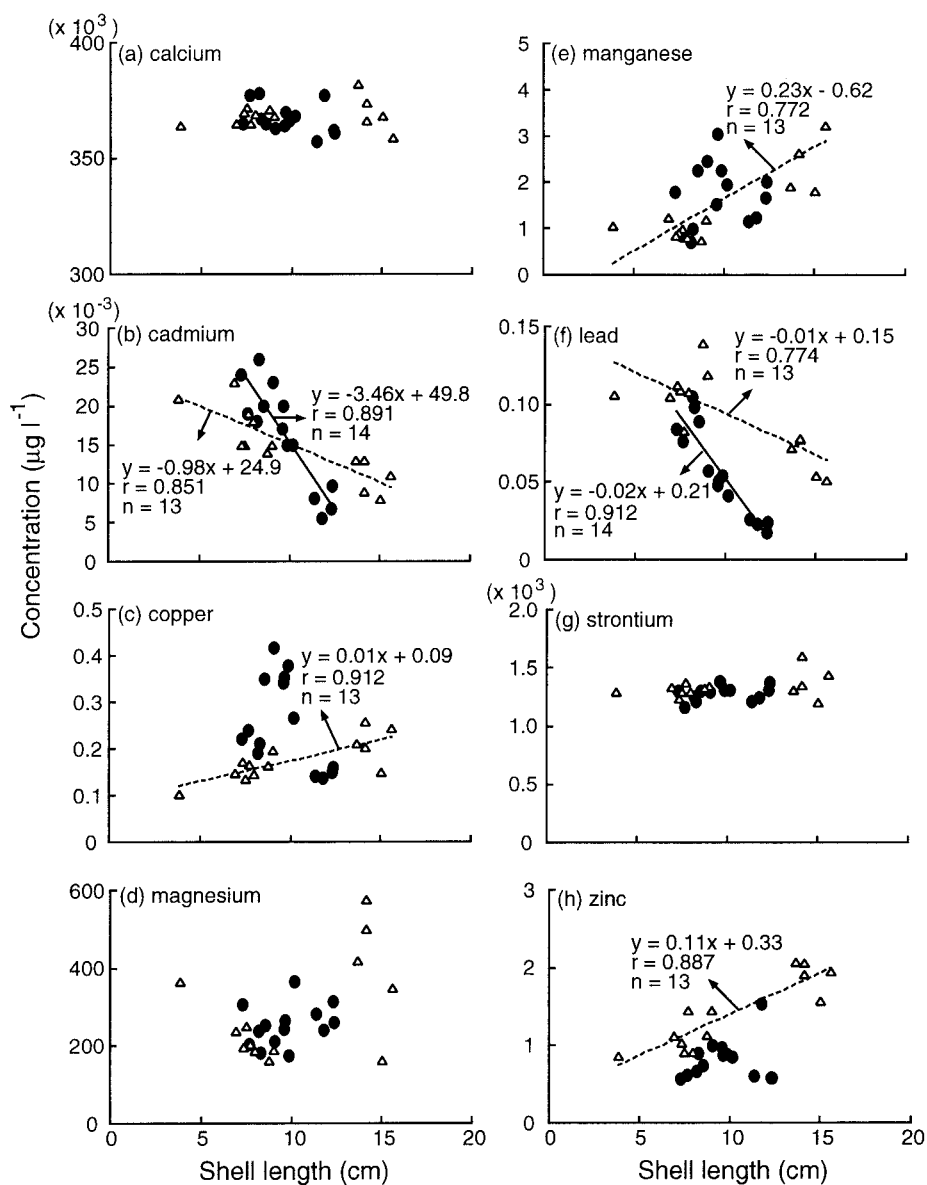 (x 10³)
400
350
300
(a) calcium
5
4
3
2
1
0
(e) manganese
y = 0.23x - 0.62
r = 0.772
n = 13
(x 10⁻³)
30
25
20
15
10
5
0
(b) cadmium
y = -3.46x + 49.8
r = 0.891
n = 14
y = -0.98x + 24.9
r = 0.851
n = 13
0.15
0.10
0.05
0
(f) lead
y = -0.01x + 0.15
r = 0.774
n = 13
y = -0.02x + 0.21
r = 0.912
n = 14
Concentration (µg l⁻¹)
0.5
0.4
0.3
0.2
0.1
0
(c) copper
y = 0.01x + 0.09
r = 0.912
n = 13
(x 10³)
2.0
1.5
1.0
0.5
0
(g) strontium
600
400
200
0
(d) magnesium
0 5 10 15 20
Shell length (cm)
3
2
1
0
(h) zinc
y = 0.11x + 0.33
r = 0.887
n = 13
0 5 10 15 20
Shell length (cm)